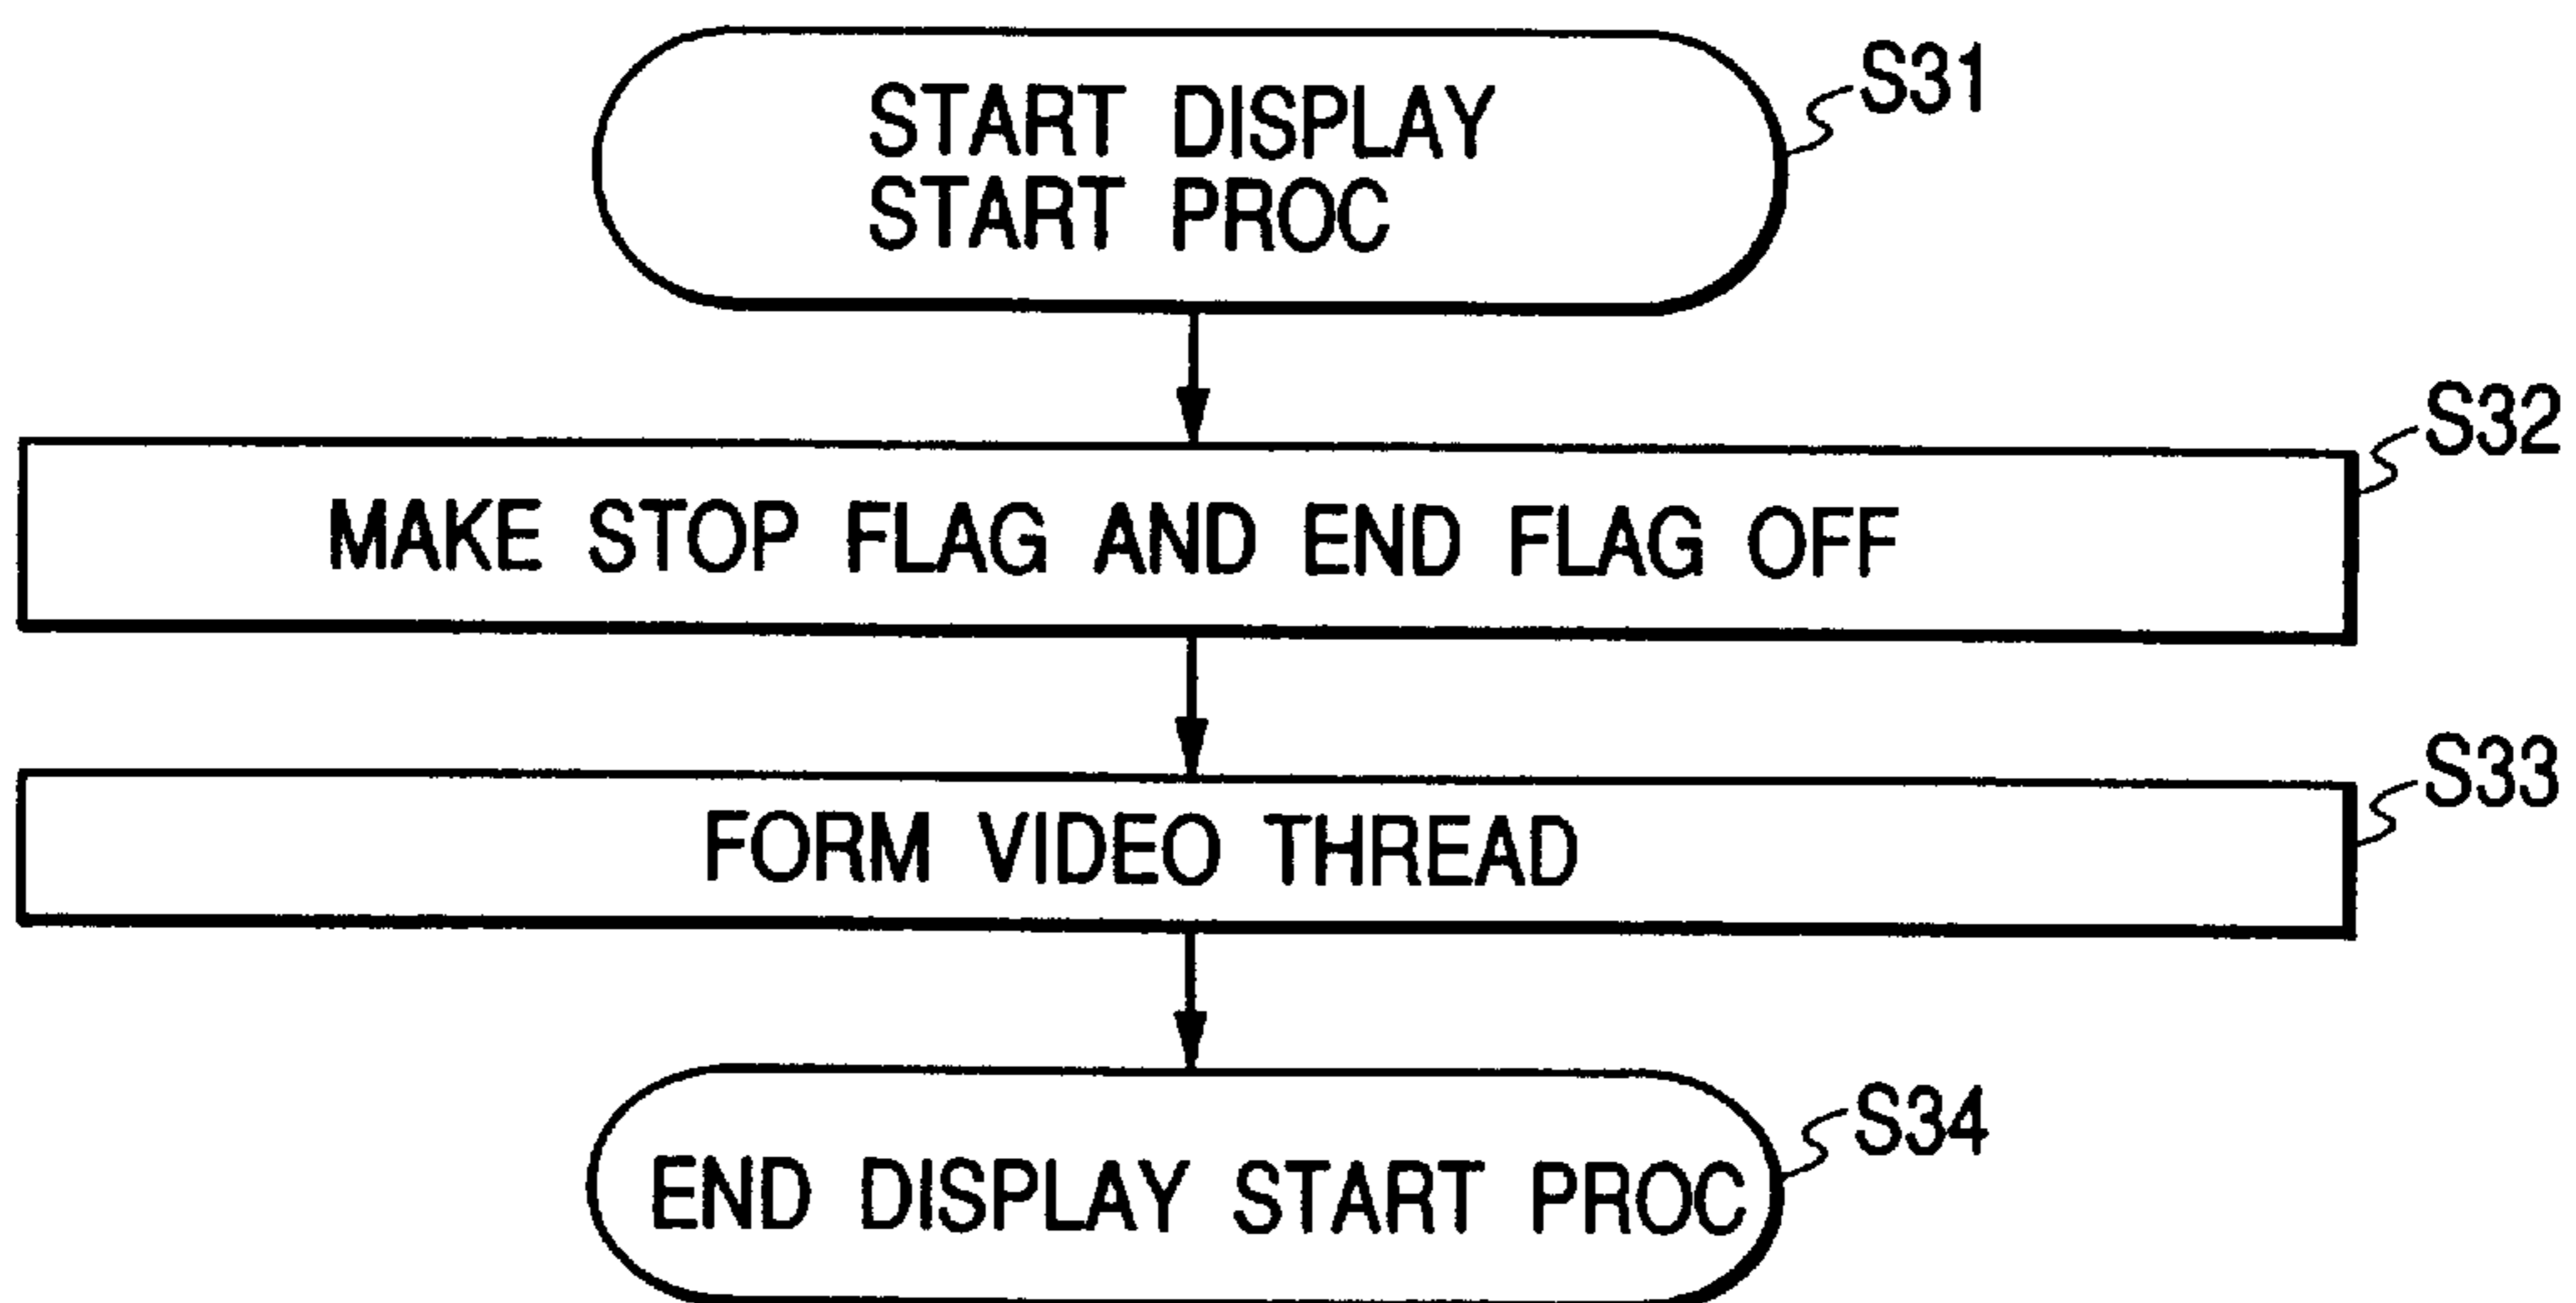 START DISPLAY
START PROC
S31
MAKE STOP FLAG AND END FLAG OFF
S32
FORM VIDEO THREAD
S33
END DISPLAY START PROC
S34